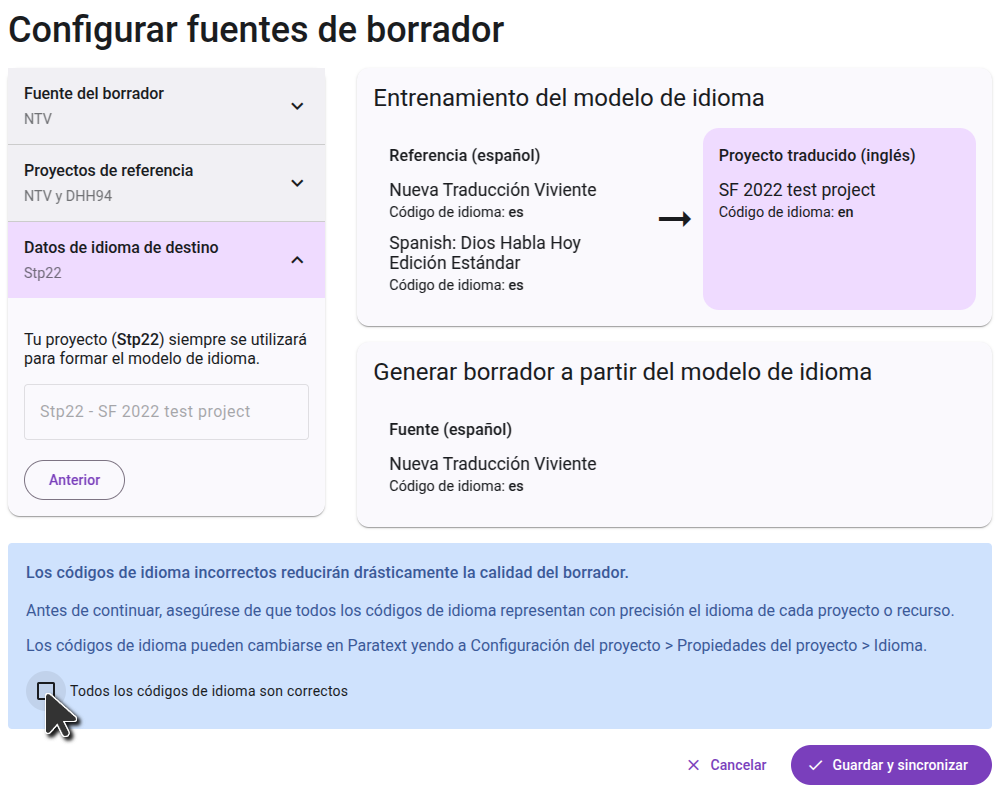 Configurar fuentes de borrador
Fuente del borrador
NTV
Proyectos de referencia
NTV y DHH94
Datos de idioma de destino
Stp22
Tu proyecto (Stp22) siempre se utilizará
para formar el modelo de idioma.
Stp22 - SF 2022 test project
Anterior
Entrenamiento del modelo de idioma
Referencia (español)
Nueva Traducción Viviente
Código de idioma: es
Spanish: Dios Habla Hoy
Edición Estándar
Código de idioma: es
Proyecto traducido (inglés)
SF 2022 test project
Código de idioma: en
Generar borrador a partir del modelo de idioma
Fuente (español)
Nueva Traducción Viviente
Código de idioma: es
Los códigos de idioma incorrectos reducirán drásticamente la calidad del borrador.
Antes de continuar, asegúrese de que todos los códigos de idioma representan con precisión el idioma de cada proyecto o recurso.
Los códigos de idioma pueden cambiarse en Paratext yendo a Configuración del proyecto > Propiedades del proyecto > Idioma.
Todos los códigos de idioma son correctos
Cancelar
Guardar y sincronizar